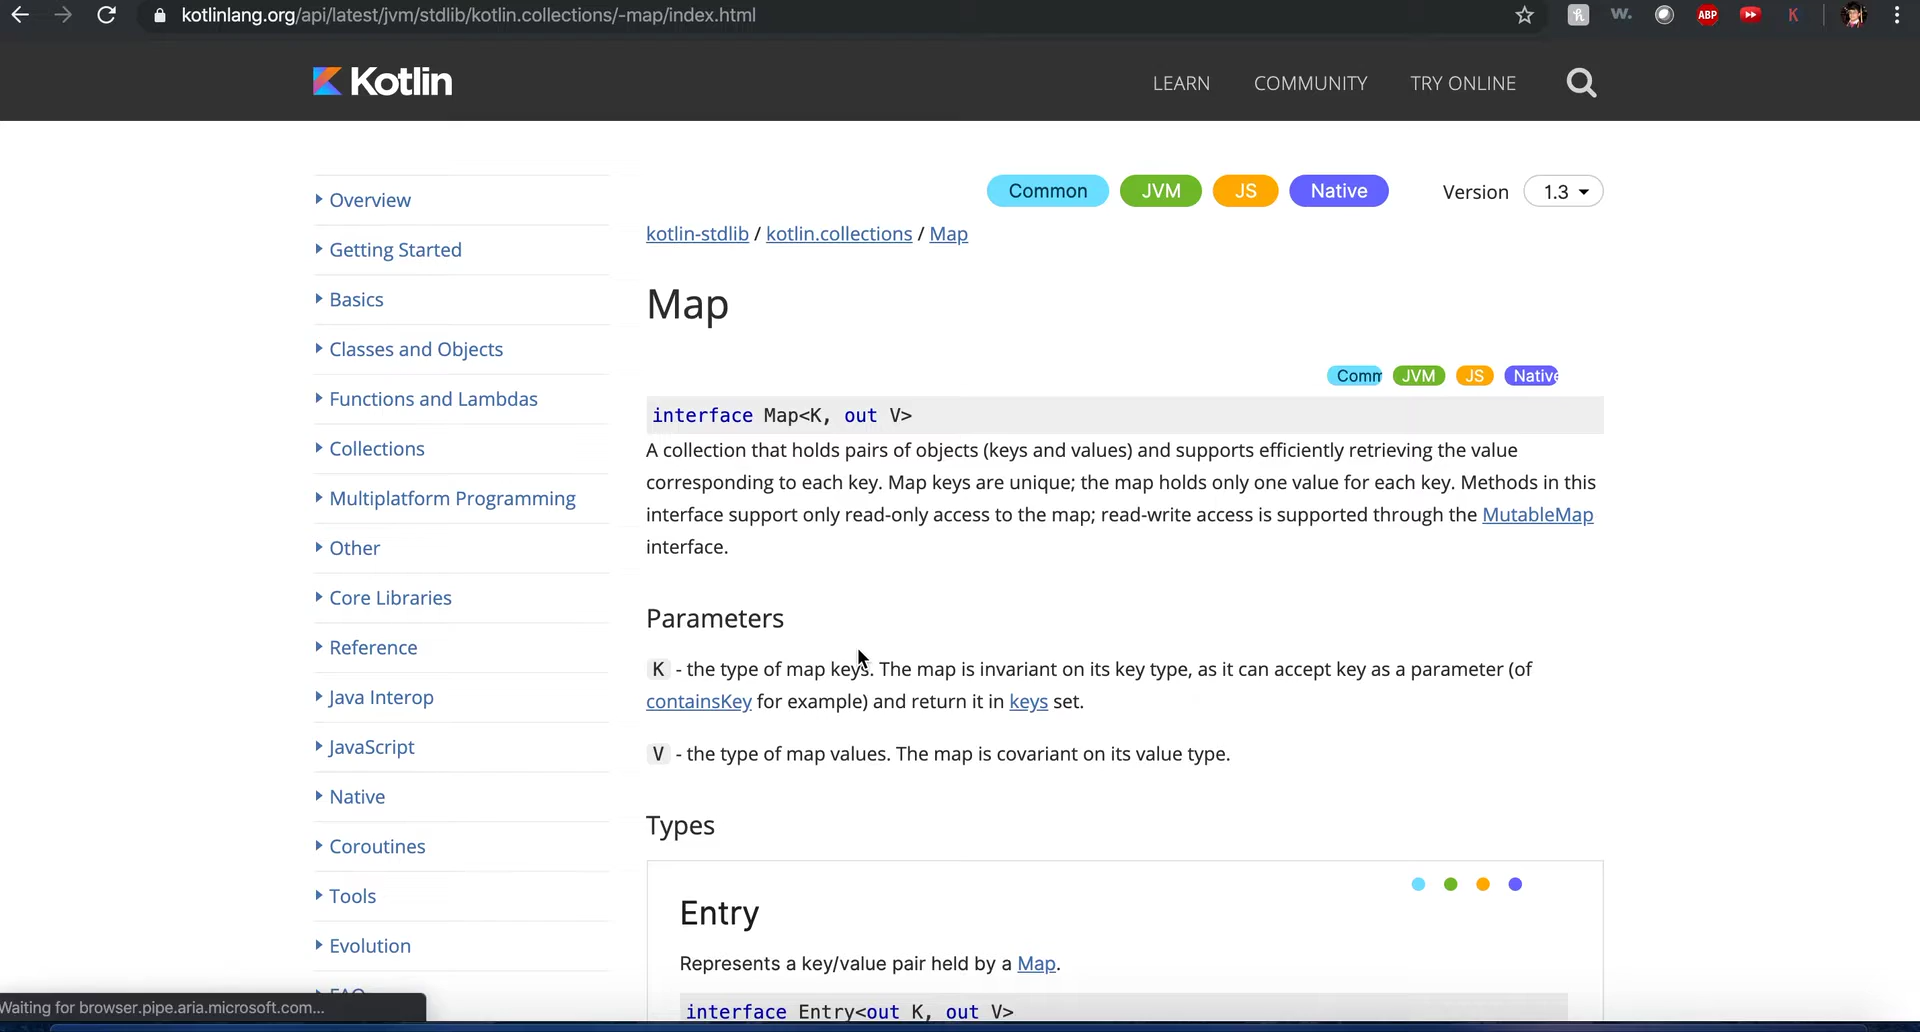 kotlinlang.org/api/latest/jvm/stdlib/kotlin.collections/-map/index.html
W.
ABP
K
Kotlin
LEARN
COMMUNITY
TRY ONLINE
Overview
Getting Started
Basics
Classes and Objects
Functions and Lambdas
Collections
Multiplatform Programming
Other
Core Libraries
Reference
Java Interop
JavaScript
Native
Coroutines
Tools
Evolution
FAQ
Common
JVM
JS
Native
Version
1.3
kotlin-stdlib / kotlin.collections / Map
Map
Comm
JVM
JS
Native
interface Map<K, out V>
A collection that holds pairs of objects (keys and values) and supports efficiently retrieving the value
corresponding to each key. Map keys are unique; the map holds only one value for each key. Methods in this
interface support only read-only access to the map; read-write access is supported through the MutableMap
interface.
Parameters
K - the type of map keys. The map is invariant on its key type, as it can accept key as a parameter (of
containsKey for example) and return it in keys set.
V - the type of map values. The map is covariant on its value type.
Types
Entry
Represents a key/value pair held by a Map.
interface Entry<out K, out V>
Waiting for browser.pipe.aria.microsoft.com...